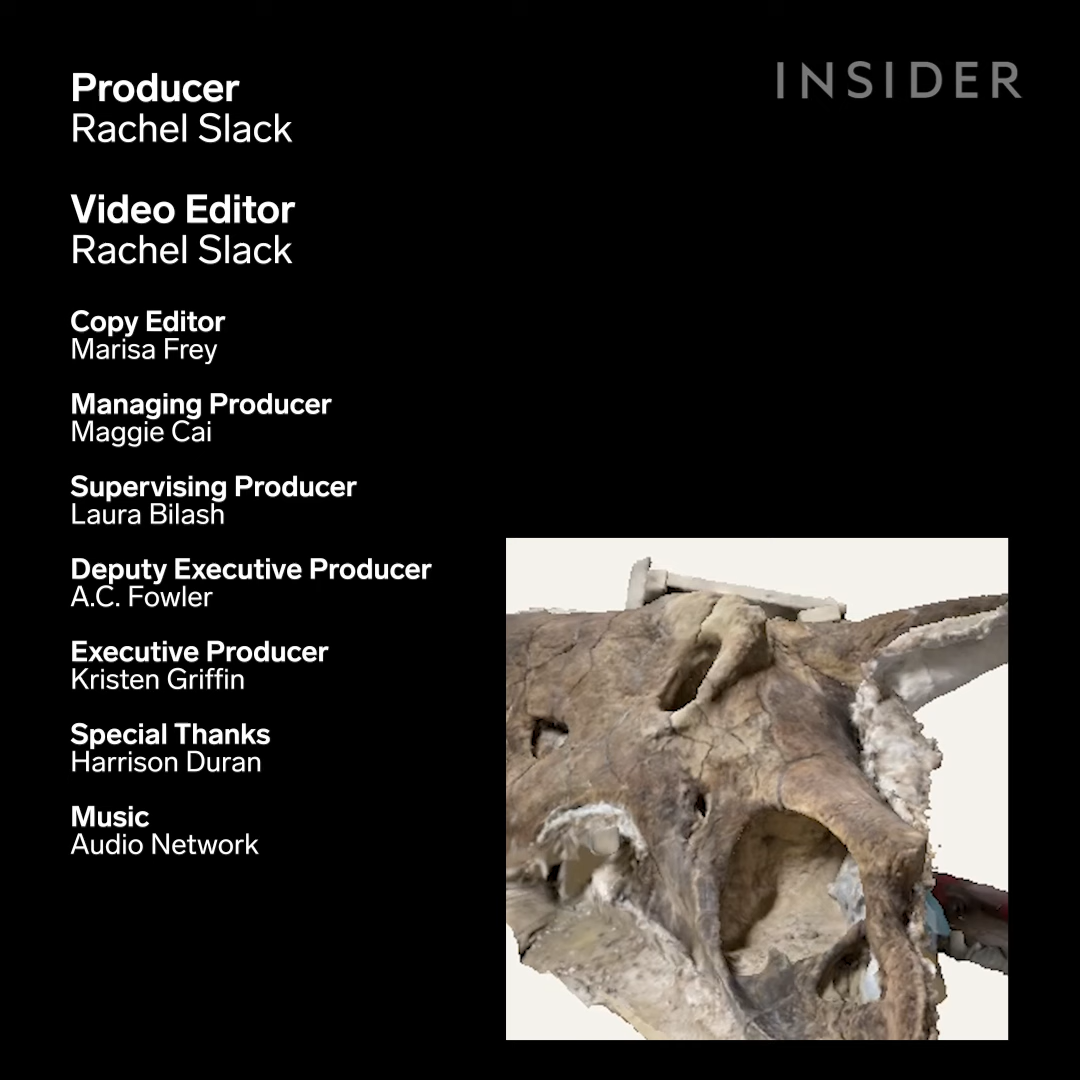 INSIDER
Producer
Rachel Slack
Video Editor
Rachel Slack
Copy Editor
Marisa Frey
Managing Producer
Maggie Cai
Supervising Producer
Laura Bilash
Deputy Executive Producer
A.C. Fowler
Executive Producer
Kristen Griffin
Special Thanks
Harrison Duran
Music
Audio Network